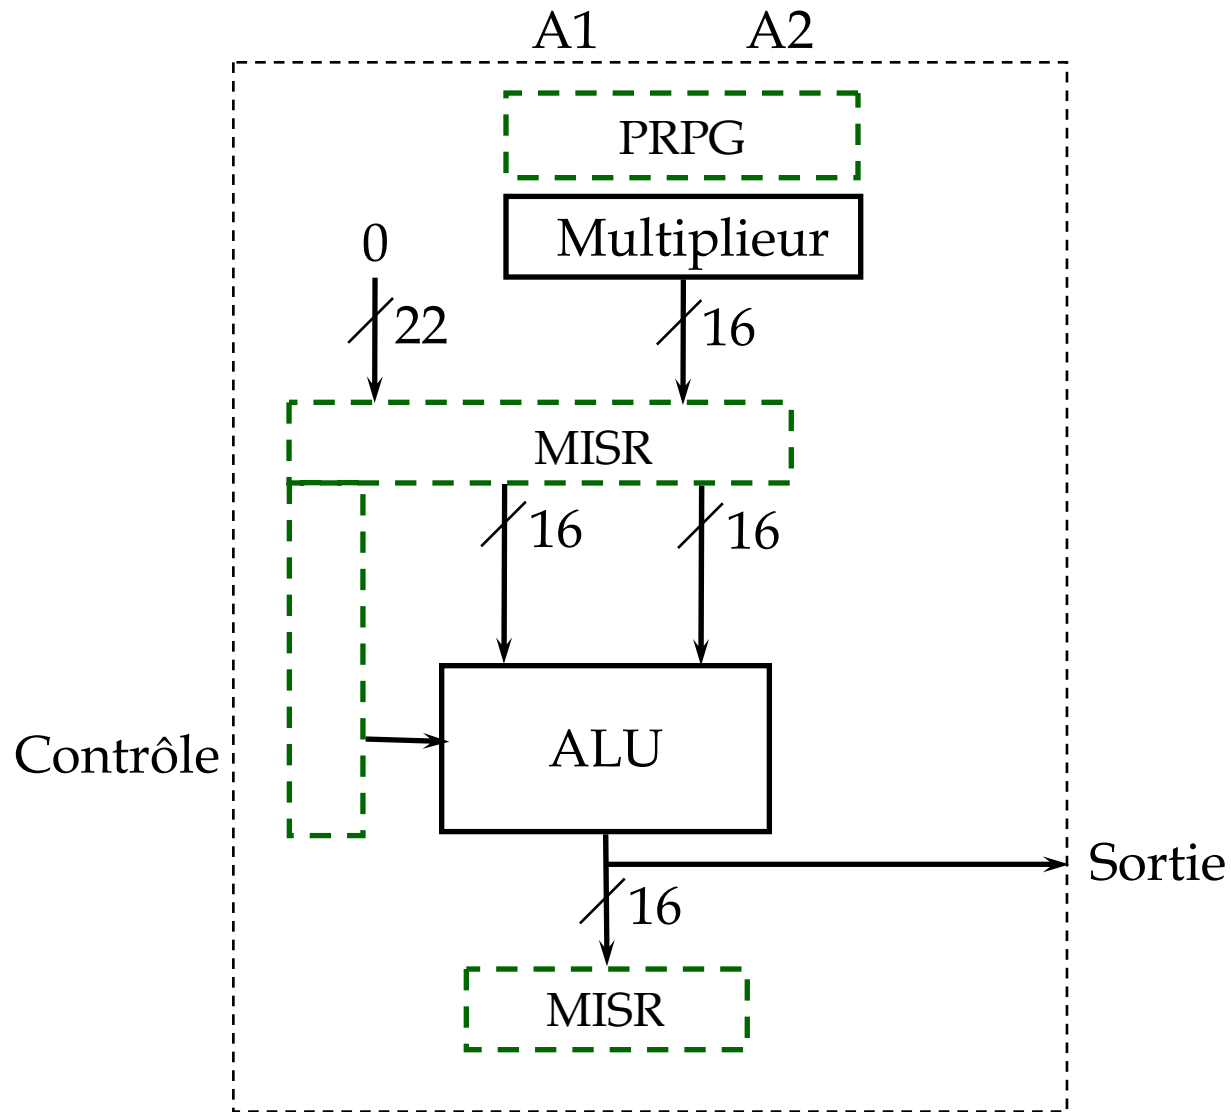 A1 A2
PRPG
Multiplieur
0
22 16
MISR
16 16
Contrôle ALU
Sortie
16
MISR